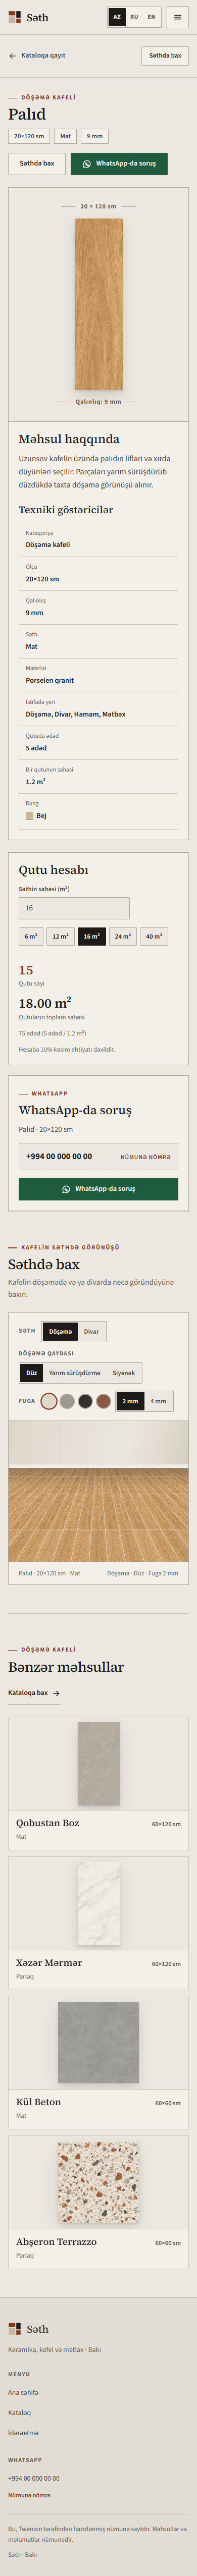 Səth
AZ RU EN
← Kataloqa qayıt
Səthdə bax
DÖŞƏMƏ KAFELİ
Palıd
20×120 sm Mat 9 mm
Səthdə bax
WhatsApp-da soruş
20 × 120 sm
Qalınlıq: 9 mm
Məhsul haqqında
Uzunsov kafelin üzündə palıdın lifləri və xırda
düyünləri seçilir. Parçaları yarım sürüşdürüb
düzdükdə taxta döşəmə görünüşü alınır.
Texniki göstəricilər
Kateqoriya
Döşəmə kafeli
Ölçü
20×120 sm
Qalınlıq
9 mm
Səth
Mat
Material
Porselen qranit
İstifadə yeri
Döşəmə, Divar, Hamam, Mətbəx
Qutuda ədəd
5 ədəd
Bir qutunun sahəsi
1.2 m²
Rəng
Bej
Qutu hesabı
Səthin sahəsi (m²)
16
6 m² 12 m² 16 m² 24 m² 40 m²
15
Qutu sayı
18.00 m²
Qutuların toplam sahəsi
75 ədəd (5 ədəd / 1.2 m²)
Hesaba 10% kəsim ehtiyatı daxildir.
WHATSAPP
WhatsApp-da soruş
Palıd · 20×120 sm
+994 00 000 00 00
NÜMUNƏ NÖMRƏ
WhatsApp-da soruş
KAFELİN SƏTHDƏ GÖRÜNÜŞÜ
Səthdə bax
Kafelin döşəmədə və ya divarda necə göründüyünə
baxın.
SƏTH Döşəmə Divar
DÖŞƏMƏ QAYDASI
Düz Yarım sürüşdürmə Siyənək
FUGA 2 mm 4 mm
Palıd · 20×120 sm · Mat
Döşəmə · Düz · Fuga 2 mm
DÖŞƏMƏ KAFELİ
Bənzər məhsullar
Kataloqa bax →
Qobustan Boz
60×120 sm
Mat
Xəzər Mərmər
60×120 sm
Parlaq
Kül Beton
60×60 sm
Mat
Abşeron Terrazzo
60×60 sm
Parlaq
Səth
Keramika, kafel və metlax · Bakı
MENYU
Ana səhifə
Kataloq
İdarəetmə
WHATSAPP
+994 00 000 00 00
Nümunə nömrə
Bu, Twenion tərəfindən hazırlanmış nümunə saytdır. Məhsullar və
məlumatlar nümunədir.
Səth · Bakı